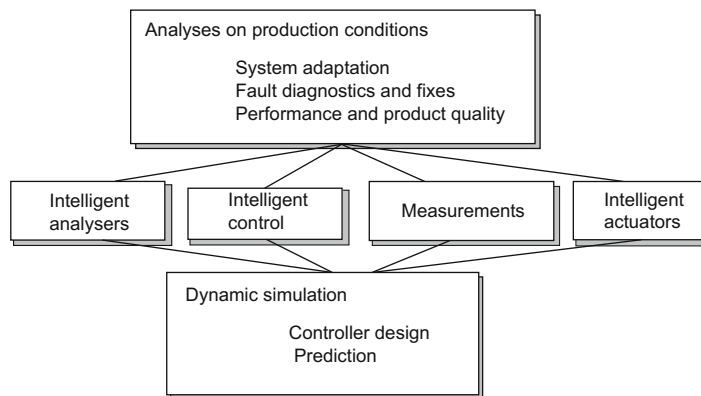 Analyses on production conditions
System adaptation
Fault diagnostics and fixes
Performance and product quality
Intelligent
analysers
Intelligent
control
Measurements
Intelligent
actuators
Dynamic simulation
Controller design
Prediction